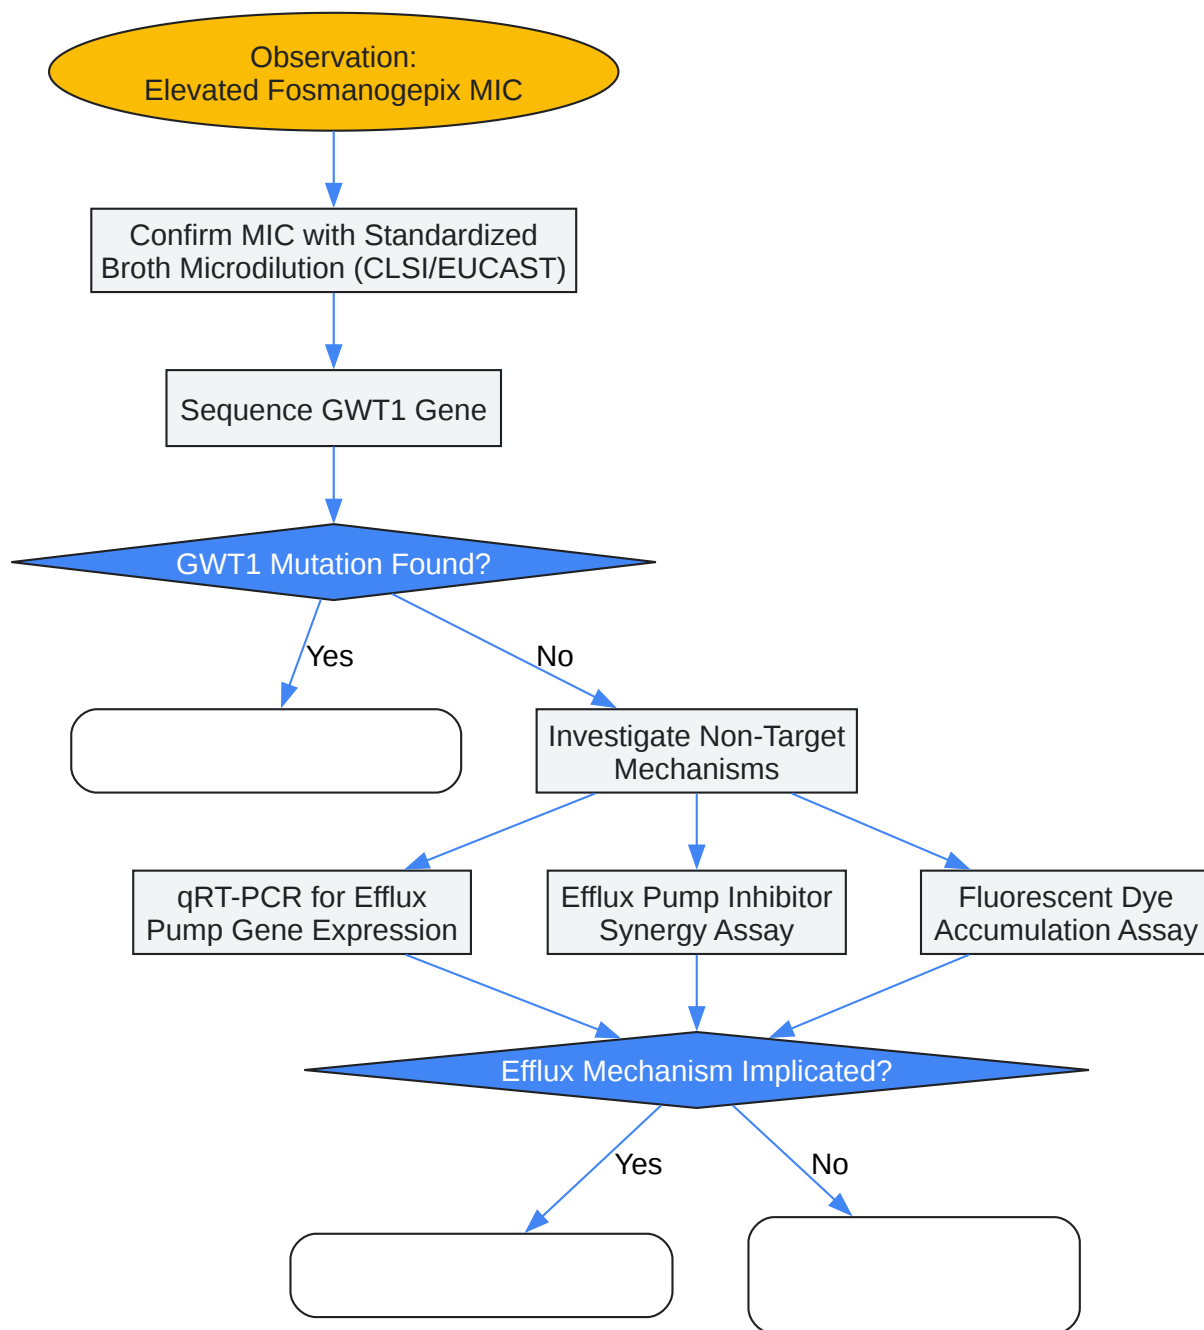 Observation:
Elevated Fosmanogepix MIC
Confirm MIC with Standardized
Broth Microdilution (CLSI/EUCAST)
Sequence GWT1 Gene
GWT1 Mutation Found?
Yes
No
Investigate Non-Target
Mechanisms
qRT-PCR for Efflux
Pump Gene Expression
Efflux Pump Inhibitor
Synergy Assay
Fluorescent Dye
Accumulation Assay
Efflux Mechanism Implicated?
Yes
No